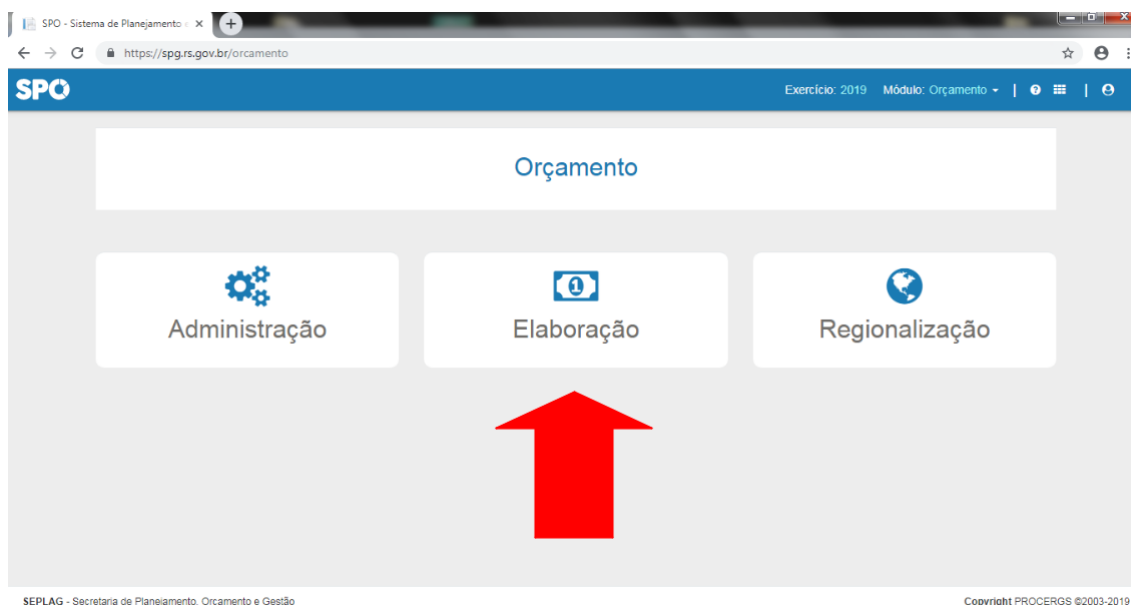 SPO - Sistema de Planejamento
https://spg.rs.gov.br/orcamento
SPO
Exercício: 2019 Módulo: Orçamento
Orçamento
Administração
Elaboração
Regionalização
SEPLAG - Secretaria de Planejamento, Orçamento e Gestão
Copyright PROCERGS ©2003-2019